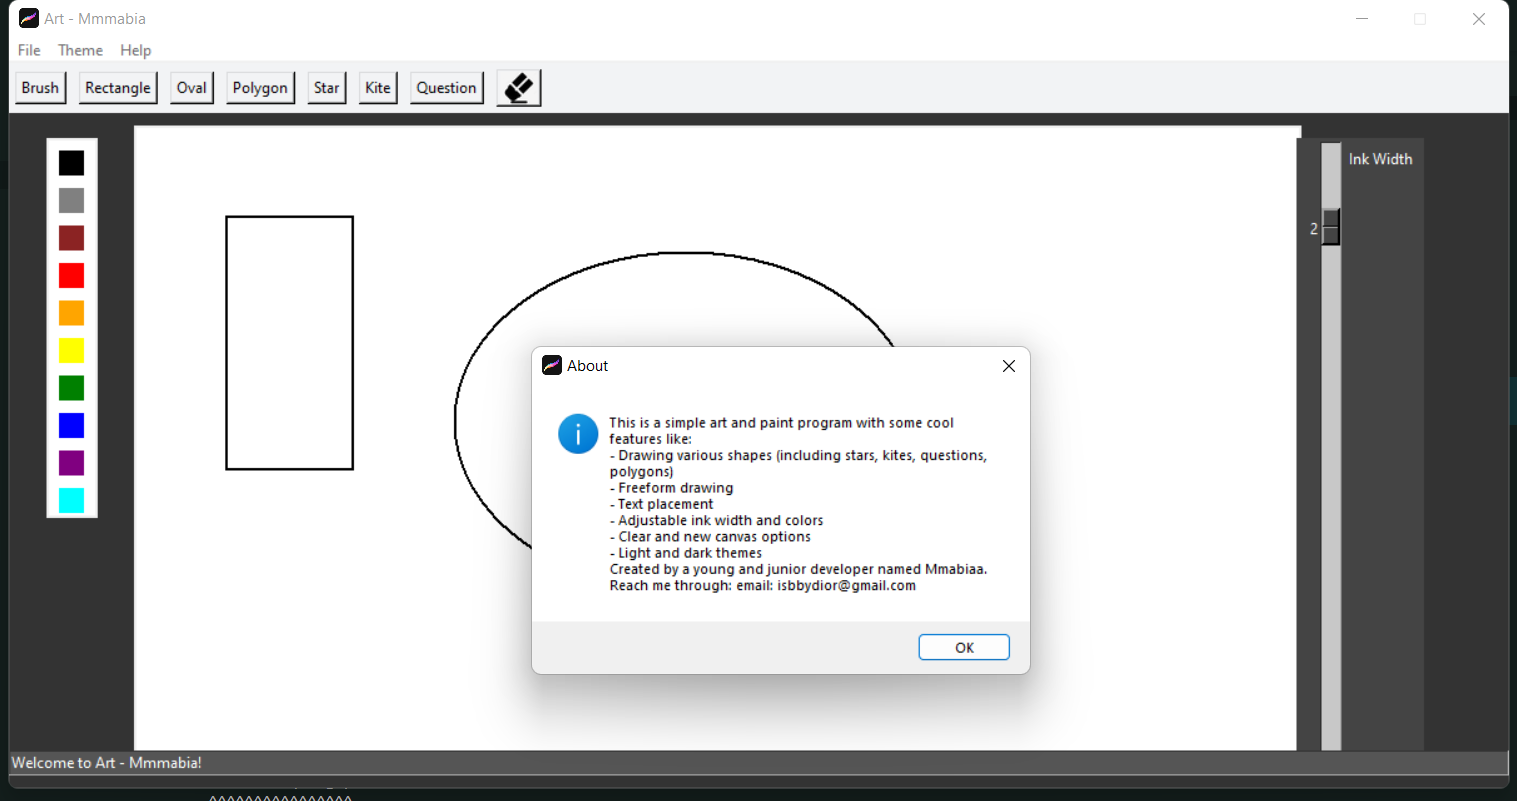 Art - Mmmabia
File Theme Help
Brush Rectangle Oval Polygon Star Kite Question
Ink Width
2
About
This is a simple art and paint program with some cool
features like:
- Drawing various shapes (including stars, kites, questions,
polygons)
- Freeform drawing
- Text placement
- Adjustable ink width and colors
- Clear and new canvas options
- Light and dark themes
Created by a young and junior developer named Mmabiaa.
Reach me through: email: isbbydior@gmail.com
OK
Welcome to Art - Mmmabia!
^^^^^^^^^^^^^^^^